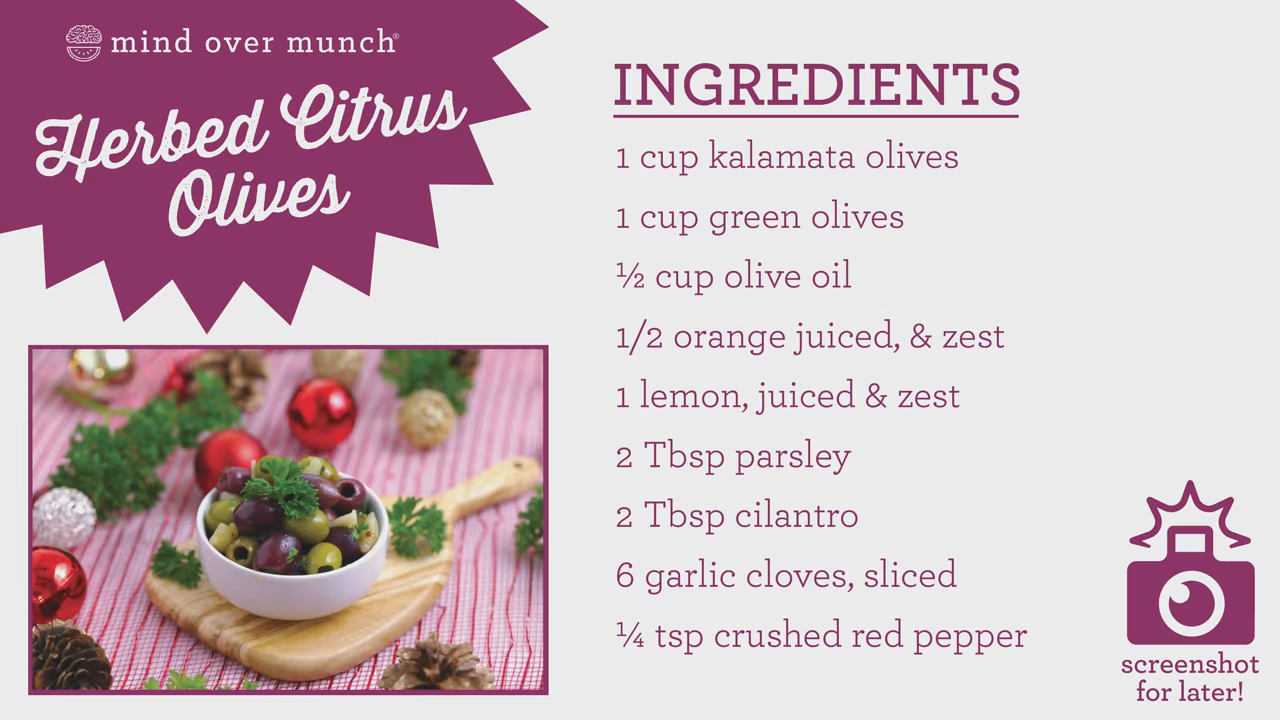 mind over munch®
Herbed Citrus
Olives
INGREDIENTS
1 cup kalamata olives
1 cup green olives
½ cup olive oil
1/2 orange juiced, & zest
1 lemon, juiced & zest
2 Tbsp parsley
2 Tbsp cilantro
6 garlic cloves, sliced
¼ tsp crushed red pepper
screenshot
for later!